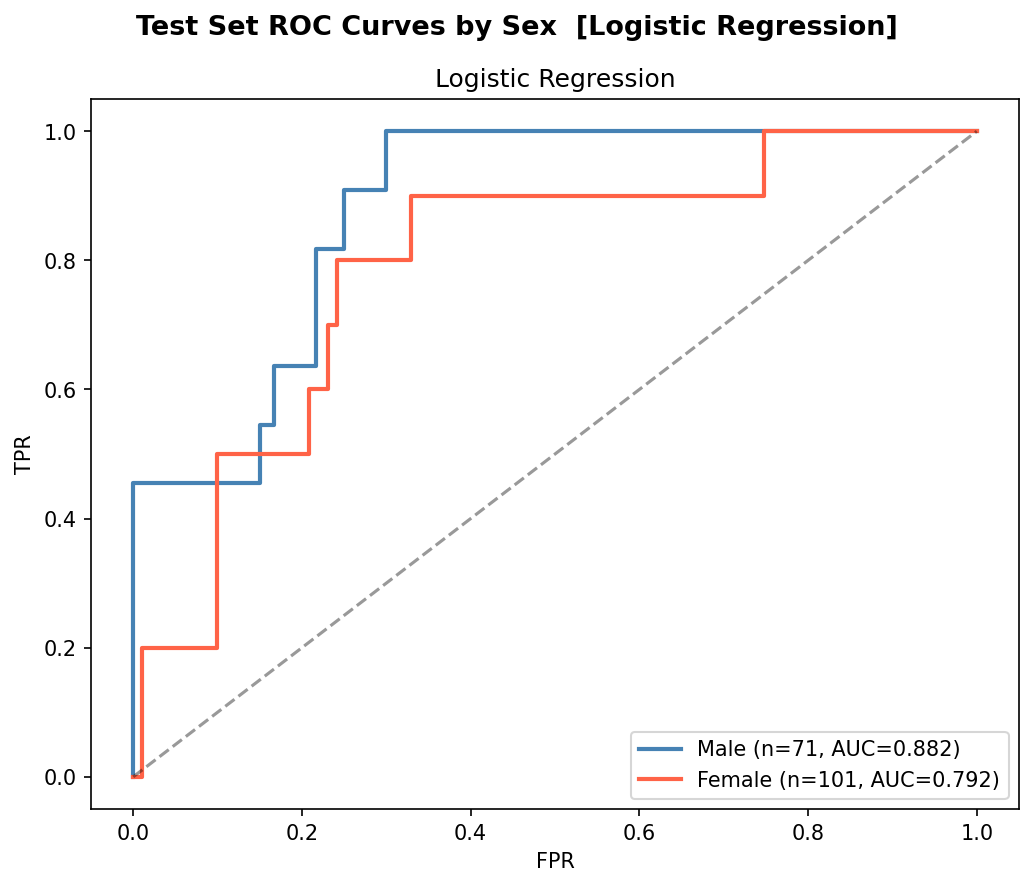 Test Set ROC Curves by Sex  [Logistic Regression]
Logistic Regression
TPR
1.0
0.8
0.6
0.4
0.2
0.0
0.0
0.2
0.4
0.6
0.8
1.0
FPR
Male (n=71, AUC=0.882)
Female (n=101, AUC=0.792)